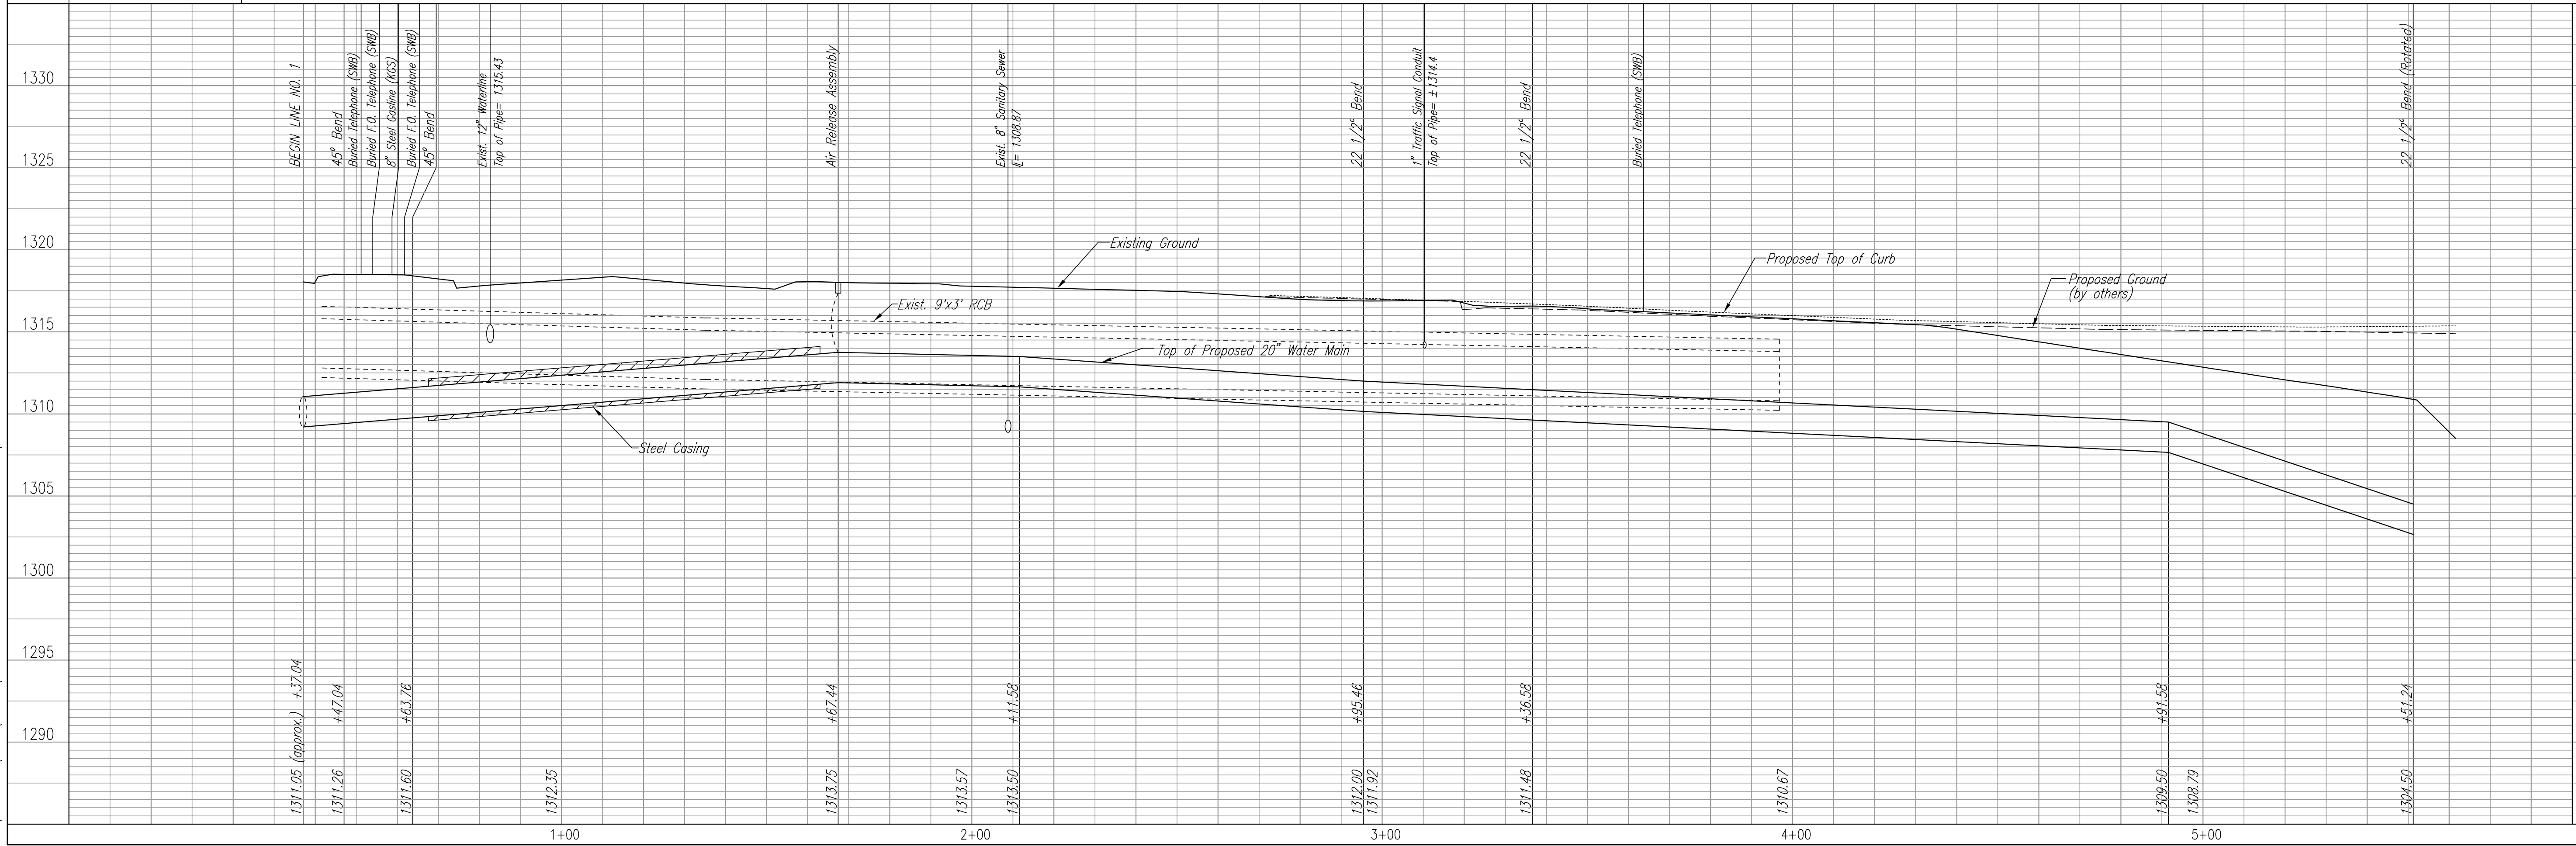 1330
1325
1320
1315
1310
1305
1300
1295
1290
BEGIN LINE NO. 1
45° Bend
Buried Telephone (SWB)
Buried F.O. Telephone (SWB)
8" Steel Gasline (KGS)
Buried F.O. Telephone (SWB)
45° Bend
Exist. 12" Waterline
Top of Pipe= 1315.43
Air Release Assembly
Exist. 8" Sanitary Sewer
= 1308.87
22 1/2° Bend
1" Traffic Signal Conduit
Top of Pipe= ±1314.4
22 1/2° Bend
Buried Telephone (SWB)
22 1/2° Bend (Rotated)
Existing Ground
Proposed Top of Curb
Proposed Ground
(by others)
Exist. 9'x3' RCB
Top of Proposed 20" Water Main
Steel Casing
+37.04
+47.04
+63.76
+67.44
+11.58
+95.46
+36.58
+91.58
+51.24
1311.05 (approx.)
1311.26
1311.60
1312.35
1313.75
1313.57
1313.50
1312.00
1311.92
1311.48
1310.67
1309.50
1308.79
1304.50
1+00
2+00
3+00
4+00
5+00